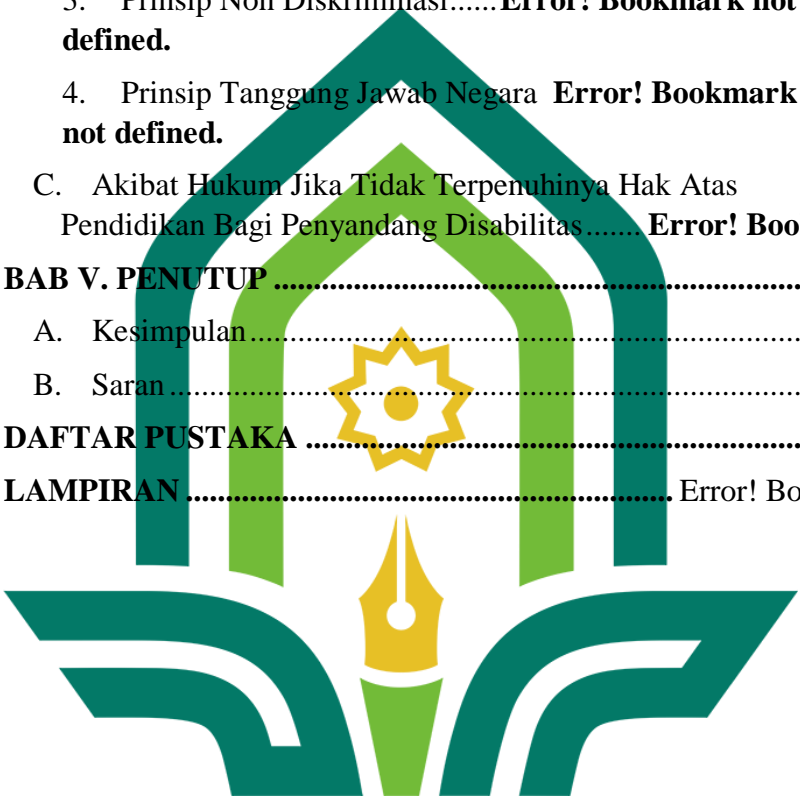 3. Prinsip Non Diskriminasi......Error! Bookmark not
defined.
4. Prinsip Tanggung Jawab Negara Error! Bookmark
not defined.
C. Akibat Hukum Jika Tidak Terpenuhinya Hak Atas
Pendidikan Bagi Penyandang Disabilitas....... Error! Boo
BAB V. PENUTUP ..................................................................
A. Kesimpulan.......................................................................
B. Saran .................................................................................
DAFTAR PUSTAKA ..............................................................
LAMPIRAN ............................................................. Error! Bo